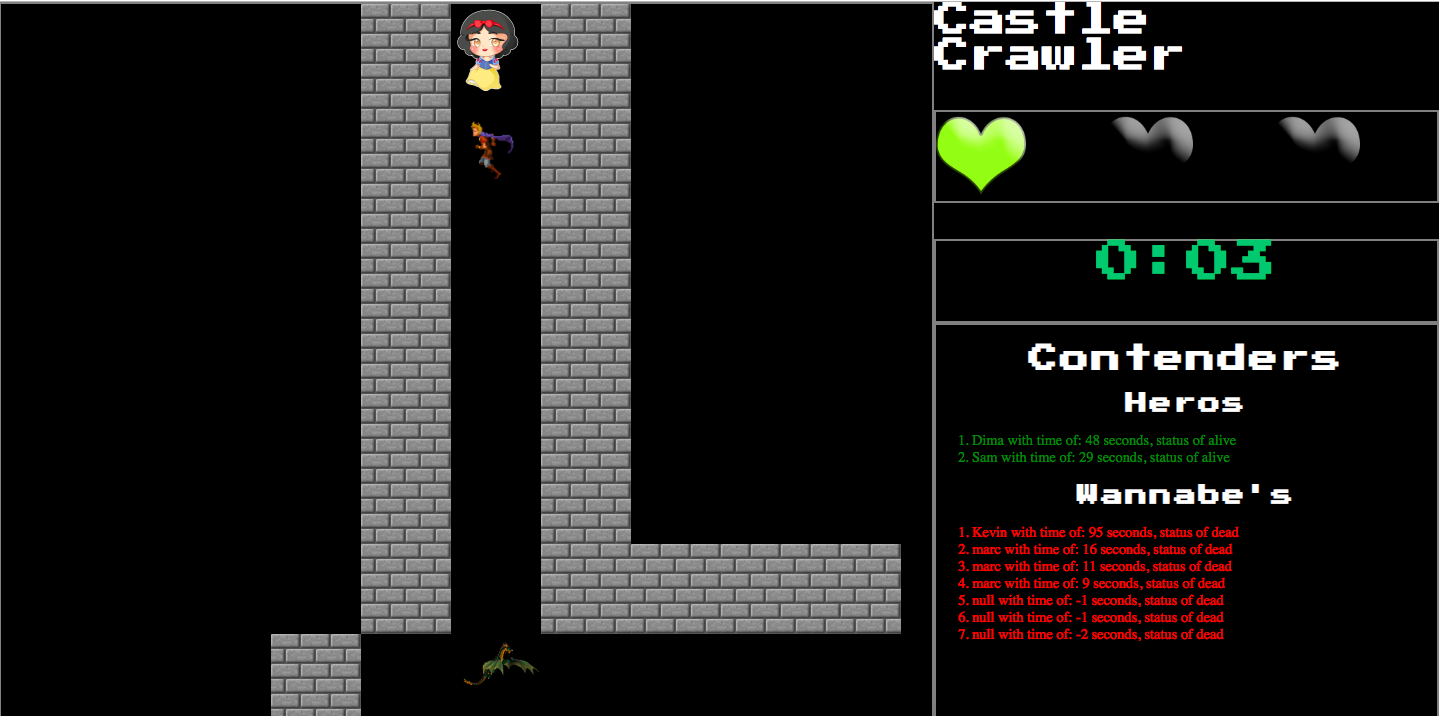 Castle
Crawler
0:03
Contenders
Heros
1. Dima with time of: 48 seconds, status of alive
2. Sam with time of: 29 seconds, status of alive
Wannabe's
1. Kevin with time of: 95 seconds, status of dead
2. marc with time of: 16 seconds, status of dead
3. marc with time of: 11 seconds, status of dead
4. marc with time of: 9 seconds, status of dead
5. null with time of: -1 seconds, status of dead
6. null with time of: -1 seconds, status of dead
7. null with time of: -2 seconds, status of dead